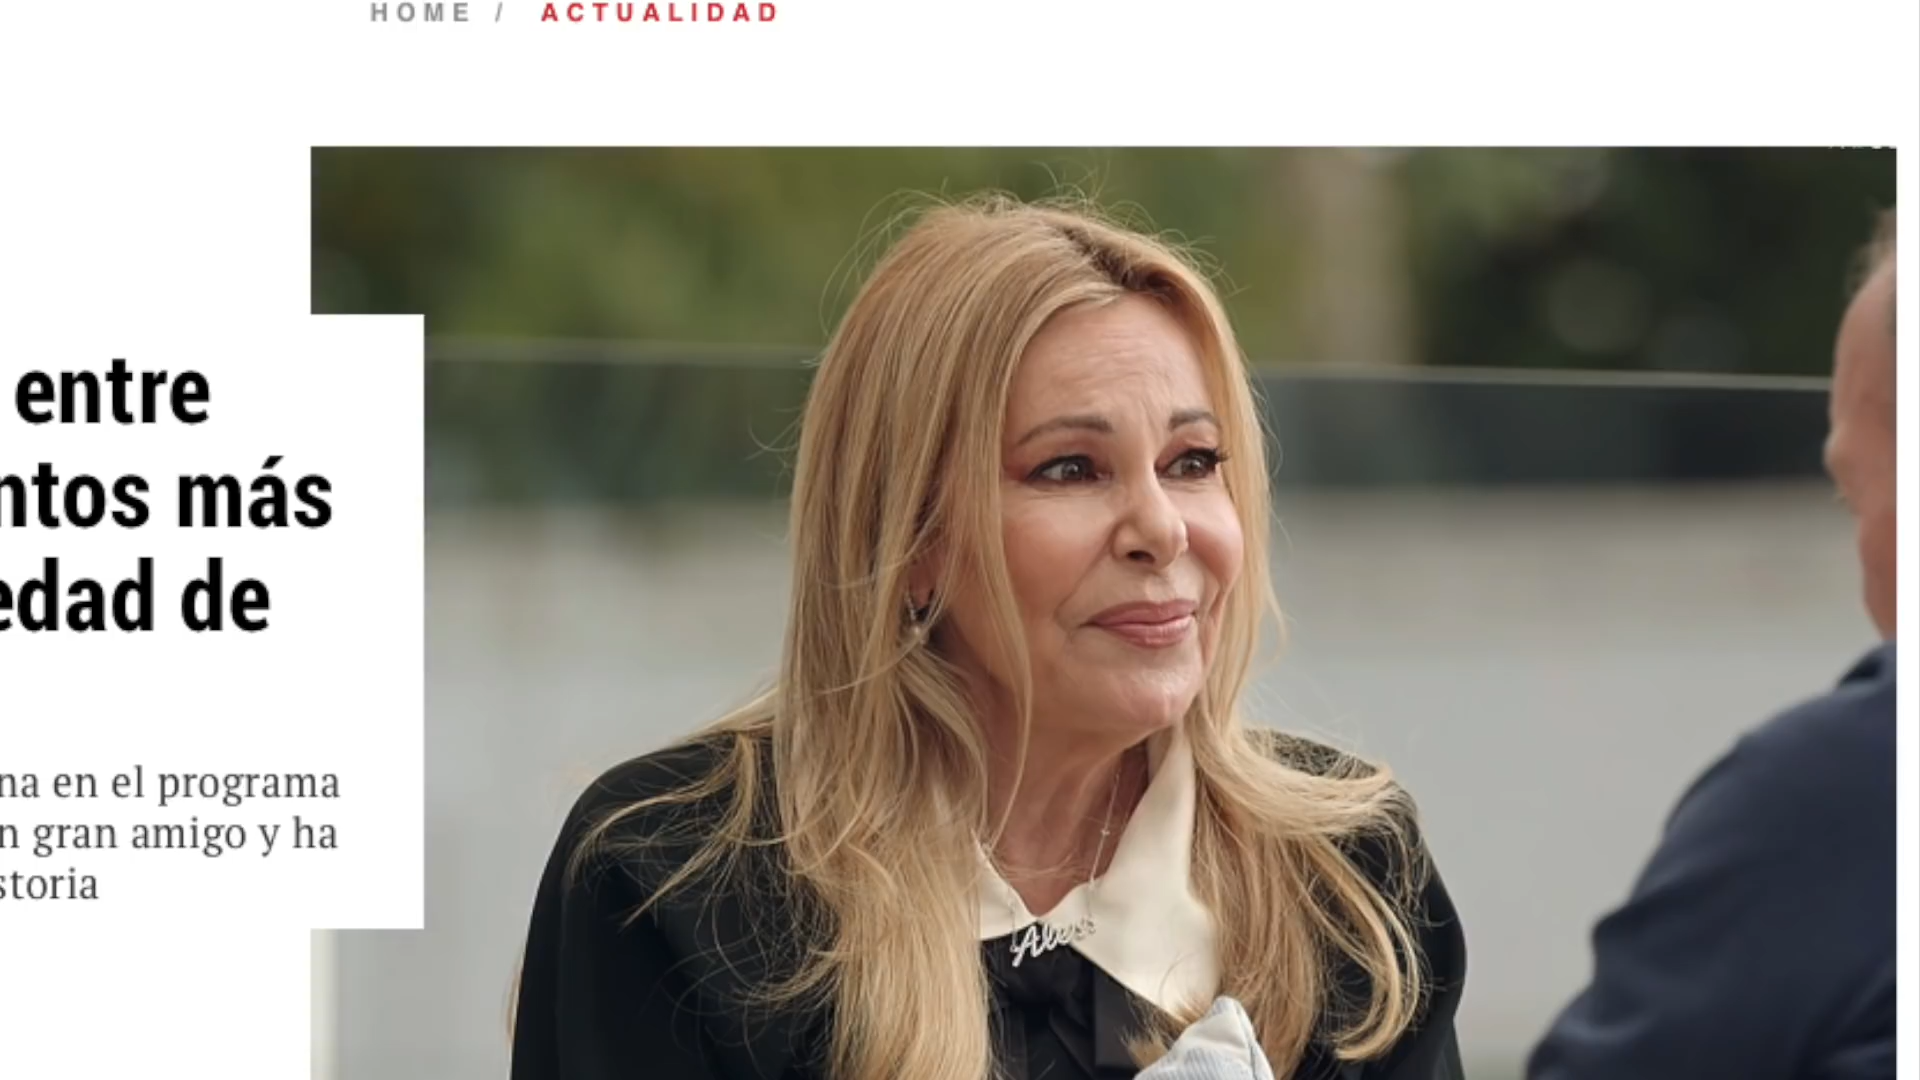 HOME / ACTUALIDAD
entre
ntos más
edad de
na en el programa
n gran amigo y ha
storia